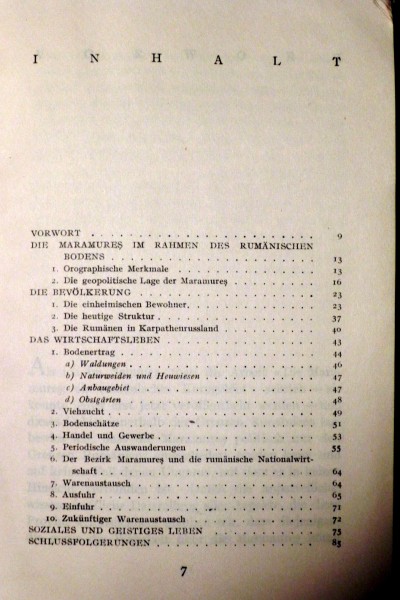 INHALT
VORWORT . . . . . . . . . . . . . . . . . . . . 9
DIE MARAMUREȘ IM RAHMEN DES RUMÄNISCHEN
BODENS . . . . . . . . . . . . . . . . . . . . 13
1. Orographische Merkmale . . . . . . . . . . . . 13
2. Die geopolitische Lage der Maramureș . . . . . . . . 16
DIE BEVÖLKERUNG . . . . . . . . . . . . . . . . 23
1. Die einheimischen Bewohner. . . . . . . . . . . . 23
2. Die heutige Struktur . . . . . . . . . . . . . . 37
3. Die Rumänen in Karpathenrussland . . . . . . . . . 40
DAS WIRTSCHAFTSLEBEN . . . . . . . . . . . . . . 43
1. Bodenertrag . . . . . . . . . . . . . . . . . 44
a) Waldungen . . . . . . . . . . . . . . . . 46
b) Naturweiden und Heuwiesen . . . . . . . . . . 47
c) Anbaugebiet . . . . . . . . . . . . . . . 47
d) Obstgärten . . . . . . . . . . . . . . . . 48
2. Viehzucht . . . . . . . . . . . . . . . . . . 49
3. Bodenschätze . . . . . . . . . . . . . . . . . 51
4. Handel und Gewerbe . . . . . . . . . . . . . . 53
5. Periodische Auswanderungen . . . . . . . . . . . 55
6. Der Bezirk Maramureș und die rumänische Nationalwirt-
schaft . . . . . . . . . . . . . . . . . . . 64
7. Warenaustausch . . . . . . . . . . . . . . . . 64
8. Ausfuhr . . . . . . . . . . . . . . . . . . . 65
9. Einfuhr . . . . . . . . . . . . . . . . . . . 71
10. Zukünftiger Warenaustausch . . . . . . . . . . . 72
SOZIALES UND GEISTIGES LEBEN . . . . . . . . . . 75
SCHLUSSFOLGERUNGEN . . . . . . . . . . . . . . 85
7